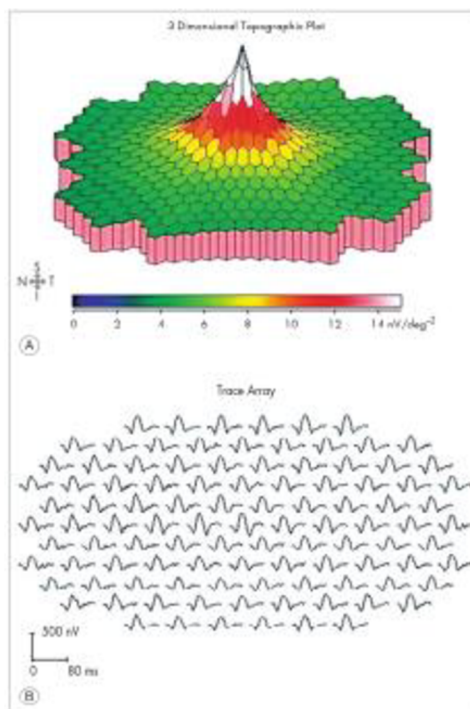 3 Dimensional Topographic Plot
S
N T
I
0 2 4 6 8 10 12 14 nV/deg⁻²
A
Trace Array
500 nV
0 80 ms
B